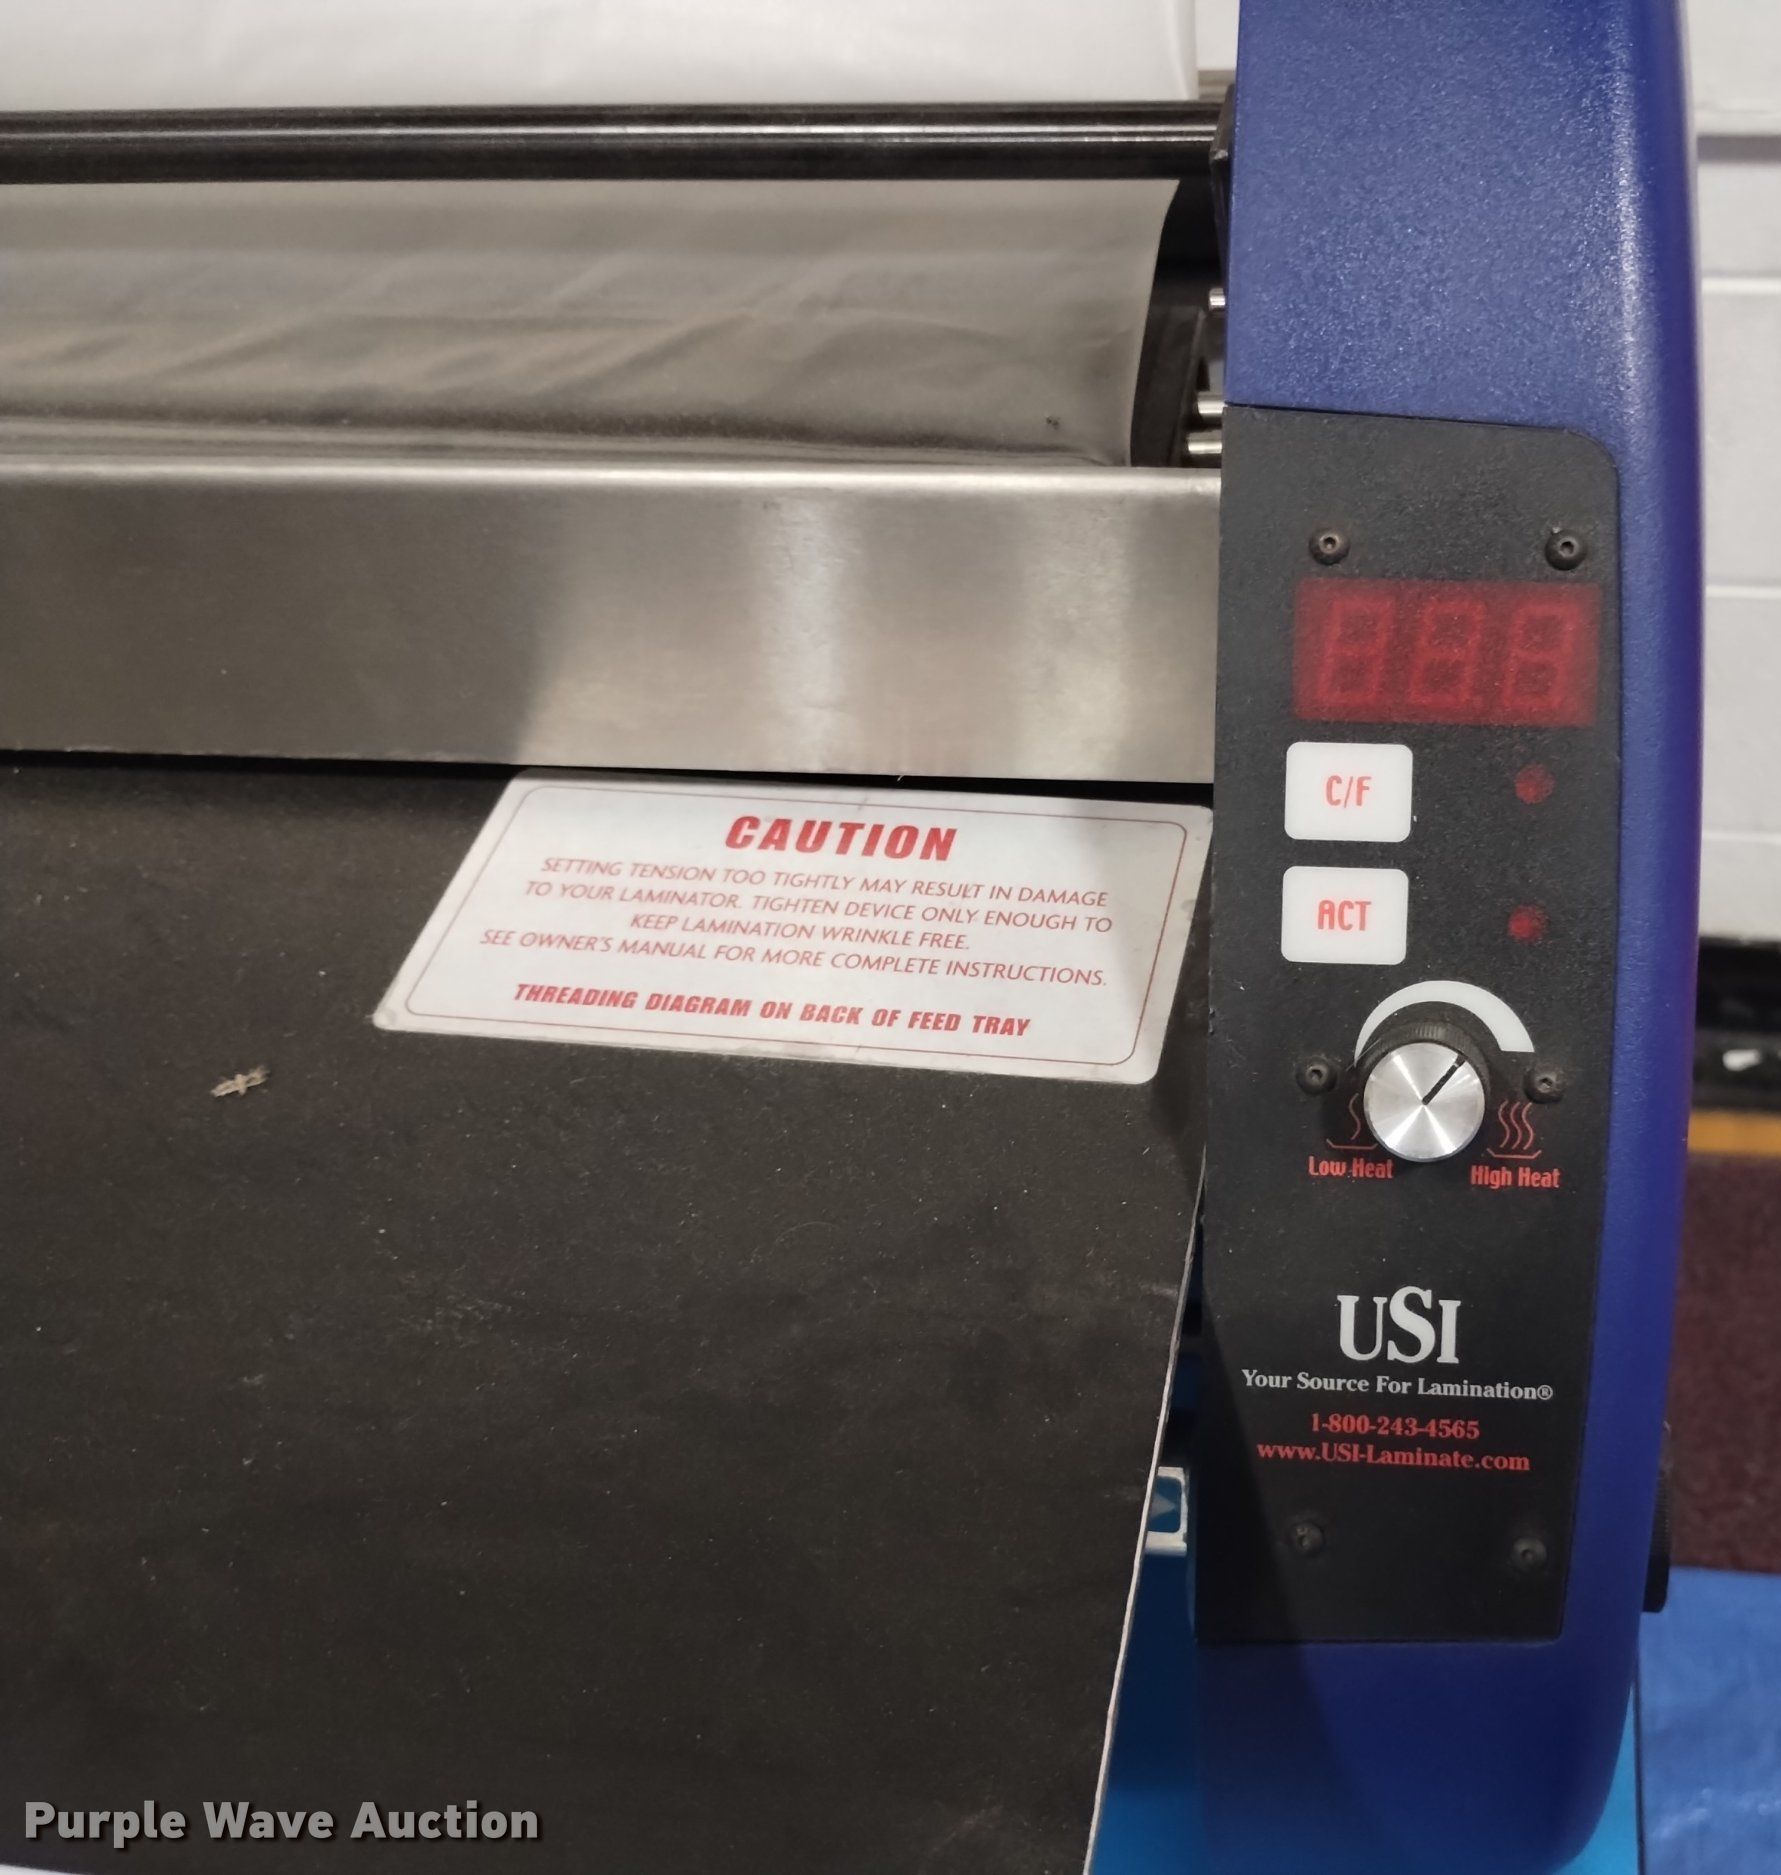 C/F
ACT
CAUTION
SETTING TENSION TOO TIGHTLY MAY RESULT IN DAMAGE
TO YOUR LAMINATOR. TIGHTEN DEVICE ONLY ENOUGH TO
KEEP LAMINATION WRINKLE FREE.
SEE OWNER'S MANUAL FOR MORE COMPLETE INSTRUCTIONS.
THREADING DIAGRAM ON BACK OF FEED TRAY
Low Heat
High Heat
USI
Your Source For Lamination®
1-800-243-4565
www.USI-Laminate.com
Purple Wave Auction